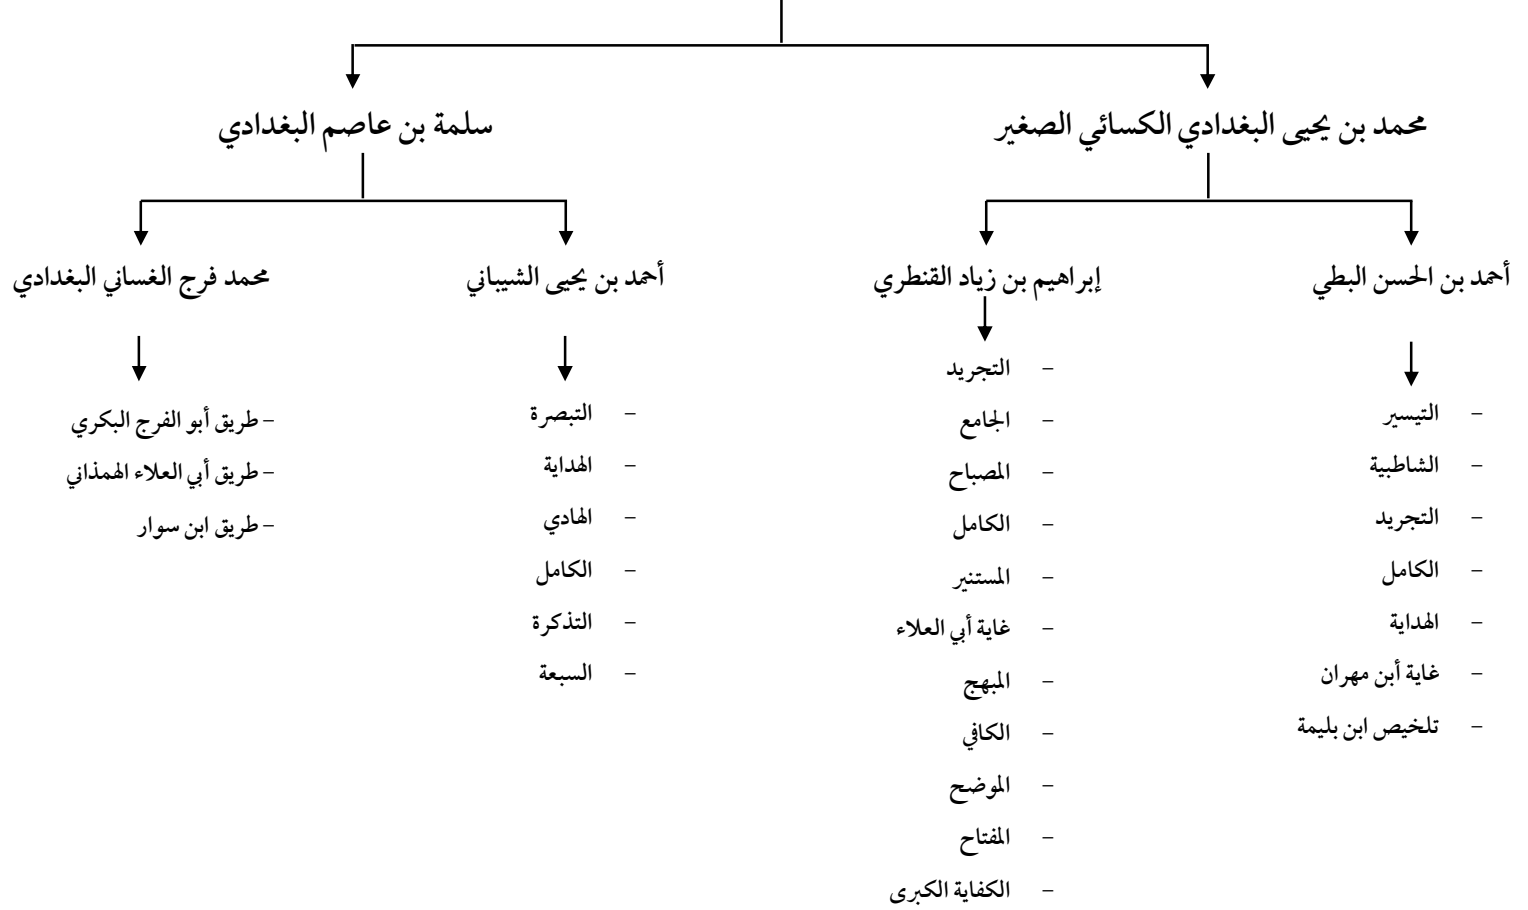 محمد بن يحيى البغدادي الكسائي الصغير
سلمة بن عاصم البغدادي
أحمد بن الحسن البطي
إبراهيم بن زياد القنطري
أحمد بن يحيى الشيباني
محمد فرج الغساني البغدادي
- التيسير
- الشاطبية
- التجريد
- الكامل
- الهداية
- غاية أبن مهران
- تلخيص ابن بليمة
- التجريد
- الجامع
- المصباح
- الكامل
- المستنير
- غاية أبي العلاء
- المبهج
- الكافي
- الموضح
- المفتاح
- الكفاية الكبرى
- التبصرة
- الهداية
- الهادي
- الكامل
- التذكرة
- السبعة
- طريق أبو الفرج البكري
- طريق أبي العلاء الهمذاني
- طريق ابن سوار